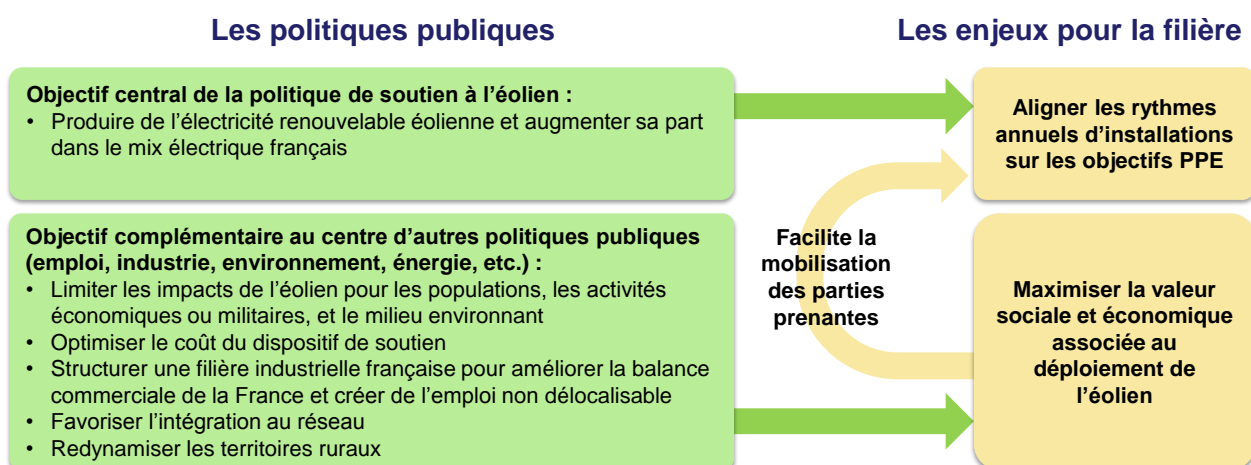 Les politiques publiques
Les enjeux pour la filière
Objectif central de la politique de soutien à l’éolien :
• Produire de l’électricité renouvelable éolienne et augmenter sa part
dans le mix électrique français
Aligner les rythmes
annuels d’installations
sur les objectifs PPE
Objectif complémentaire au centre d’autres politiques publiques
(emploi, industrie, environnement, énergie, etc.) :
• Limiter les impacts de l’éolien pour les populations, les activités
économiques ou militaires, et le milieu environnant
• Optimiser le coût du dispositif de soutien
• Structurer une filière industrielle française pour améliorer la balance
commerciale de la France et créer de l’emploi non délocalisable
• Favoriser l’intégration au réseau
• Redynamiser les territoires ruraux
Facilite la
mobilisation
des parties
prenantes
Maximiser la valeur
sociale et économique
associée au
déploiement de
l’éolien